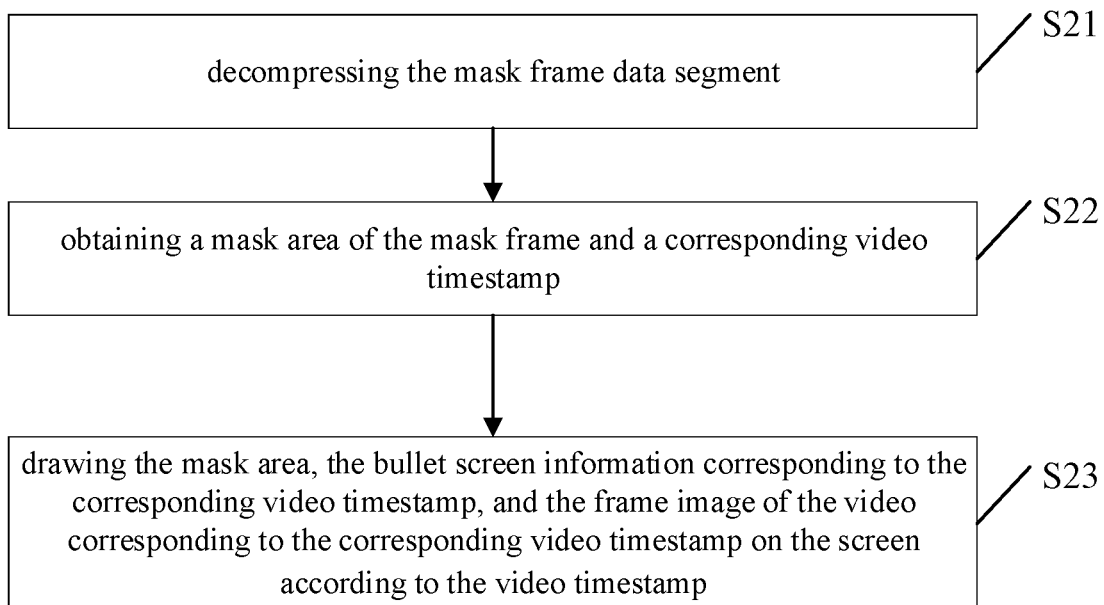 S21
decompressing the mask frame data segment
S22
obtaining a mask area of the mask frame and a corresponding video
timestamp
S23
drawing the mask area, the bullet screen information corresponding to the
corresponding video timestamp, and the frame image of the video
corresponding to the corresponding video timestamp on the screen
according to the video timestamp